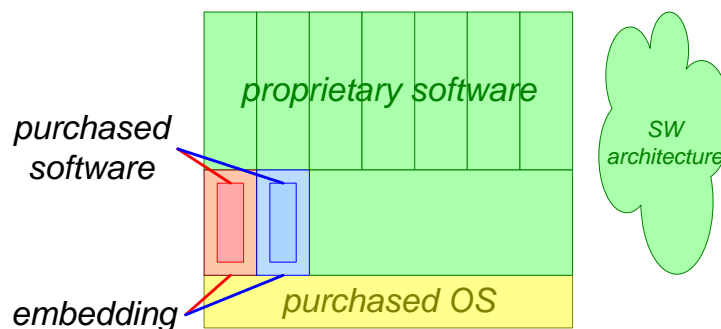 proprietary software
purchased
software
SW
architecture
embedding
purchased OS